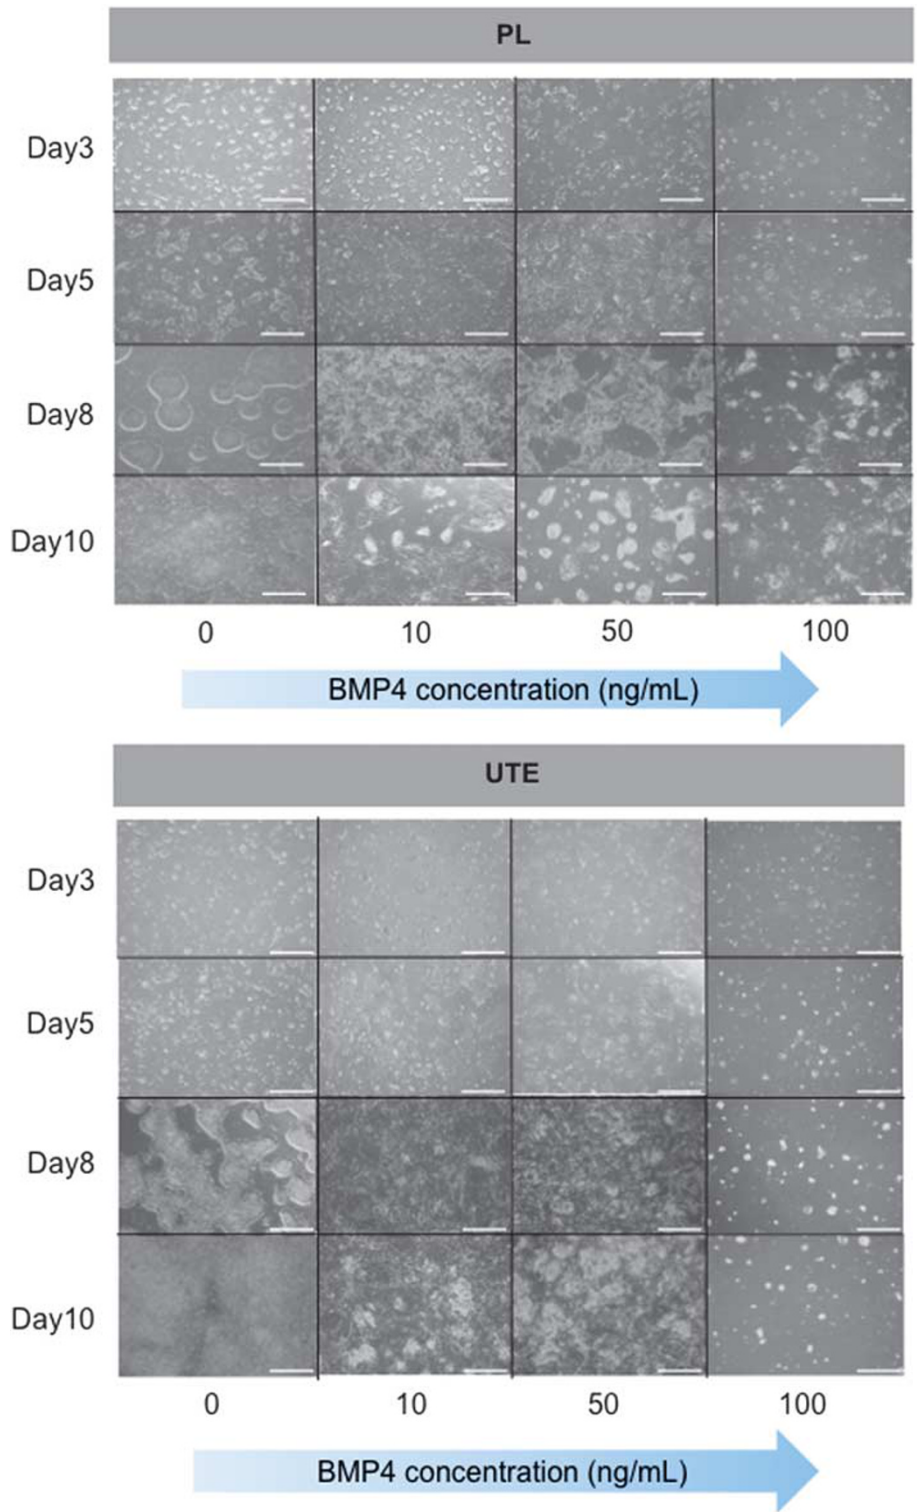 PL
Day3
Day5
Day8
Day10
0 10 50 100
BMP4 concentration (ng/mL)
UTE
Day3
Day5
Day8
Day10
0 10 50 100
BMP4 concentration (ng/mL)